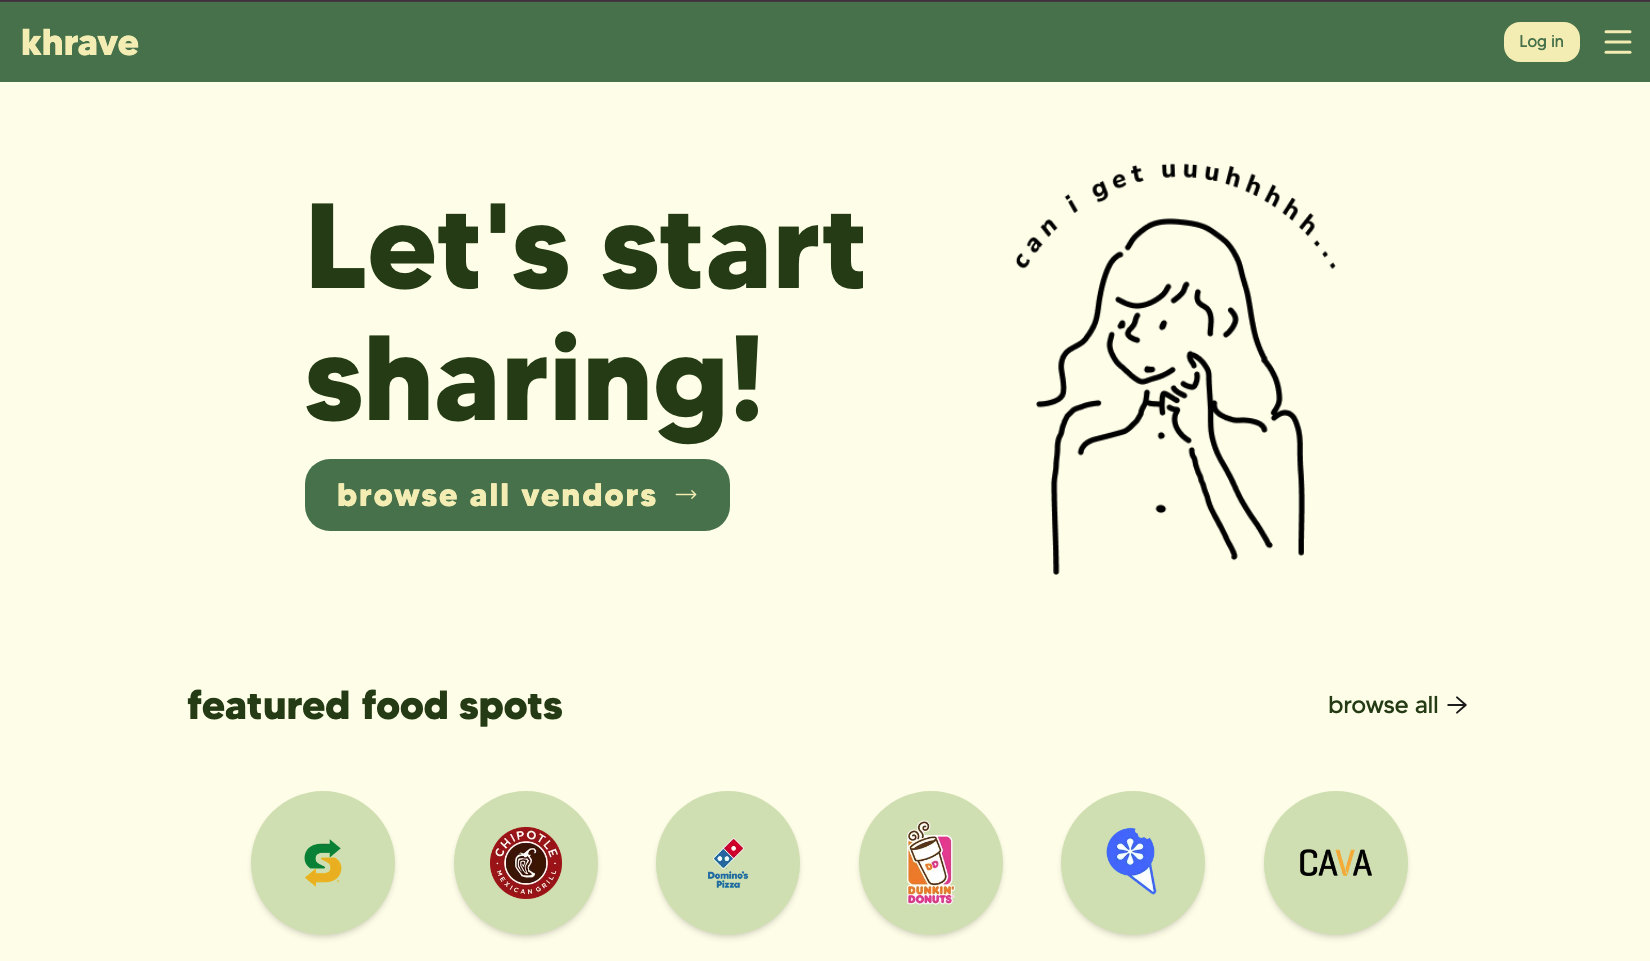 khrave
Log in
can i get uuuhhhhh...
Let's start
sharing!
browse all vendors →
featured food spots
browse all →
CHIPOTLE
MEXICAN GRILL
Domino's
Pizza
DD
DUNKIN'
DONUTS
CAVA